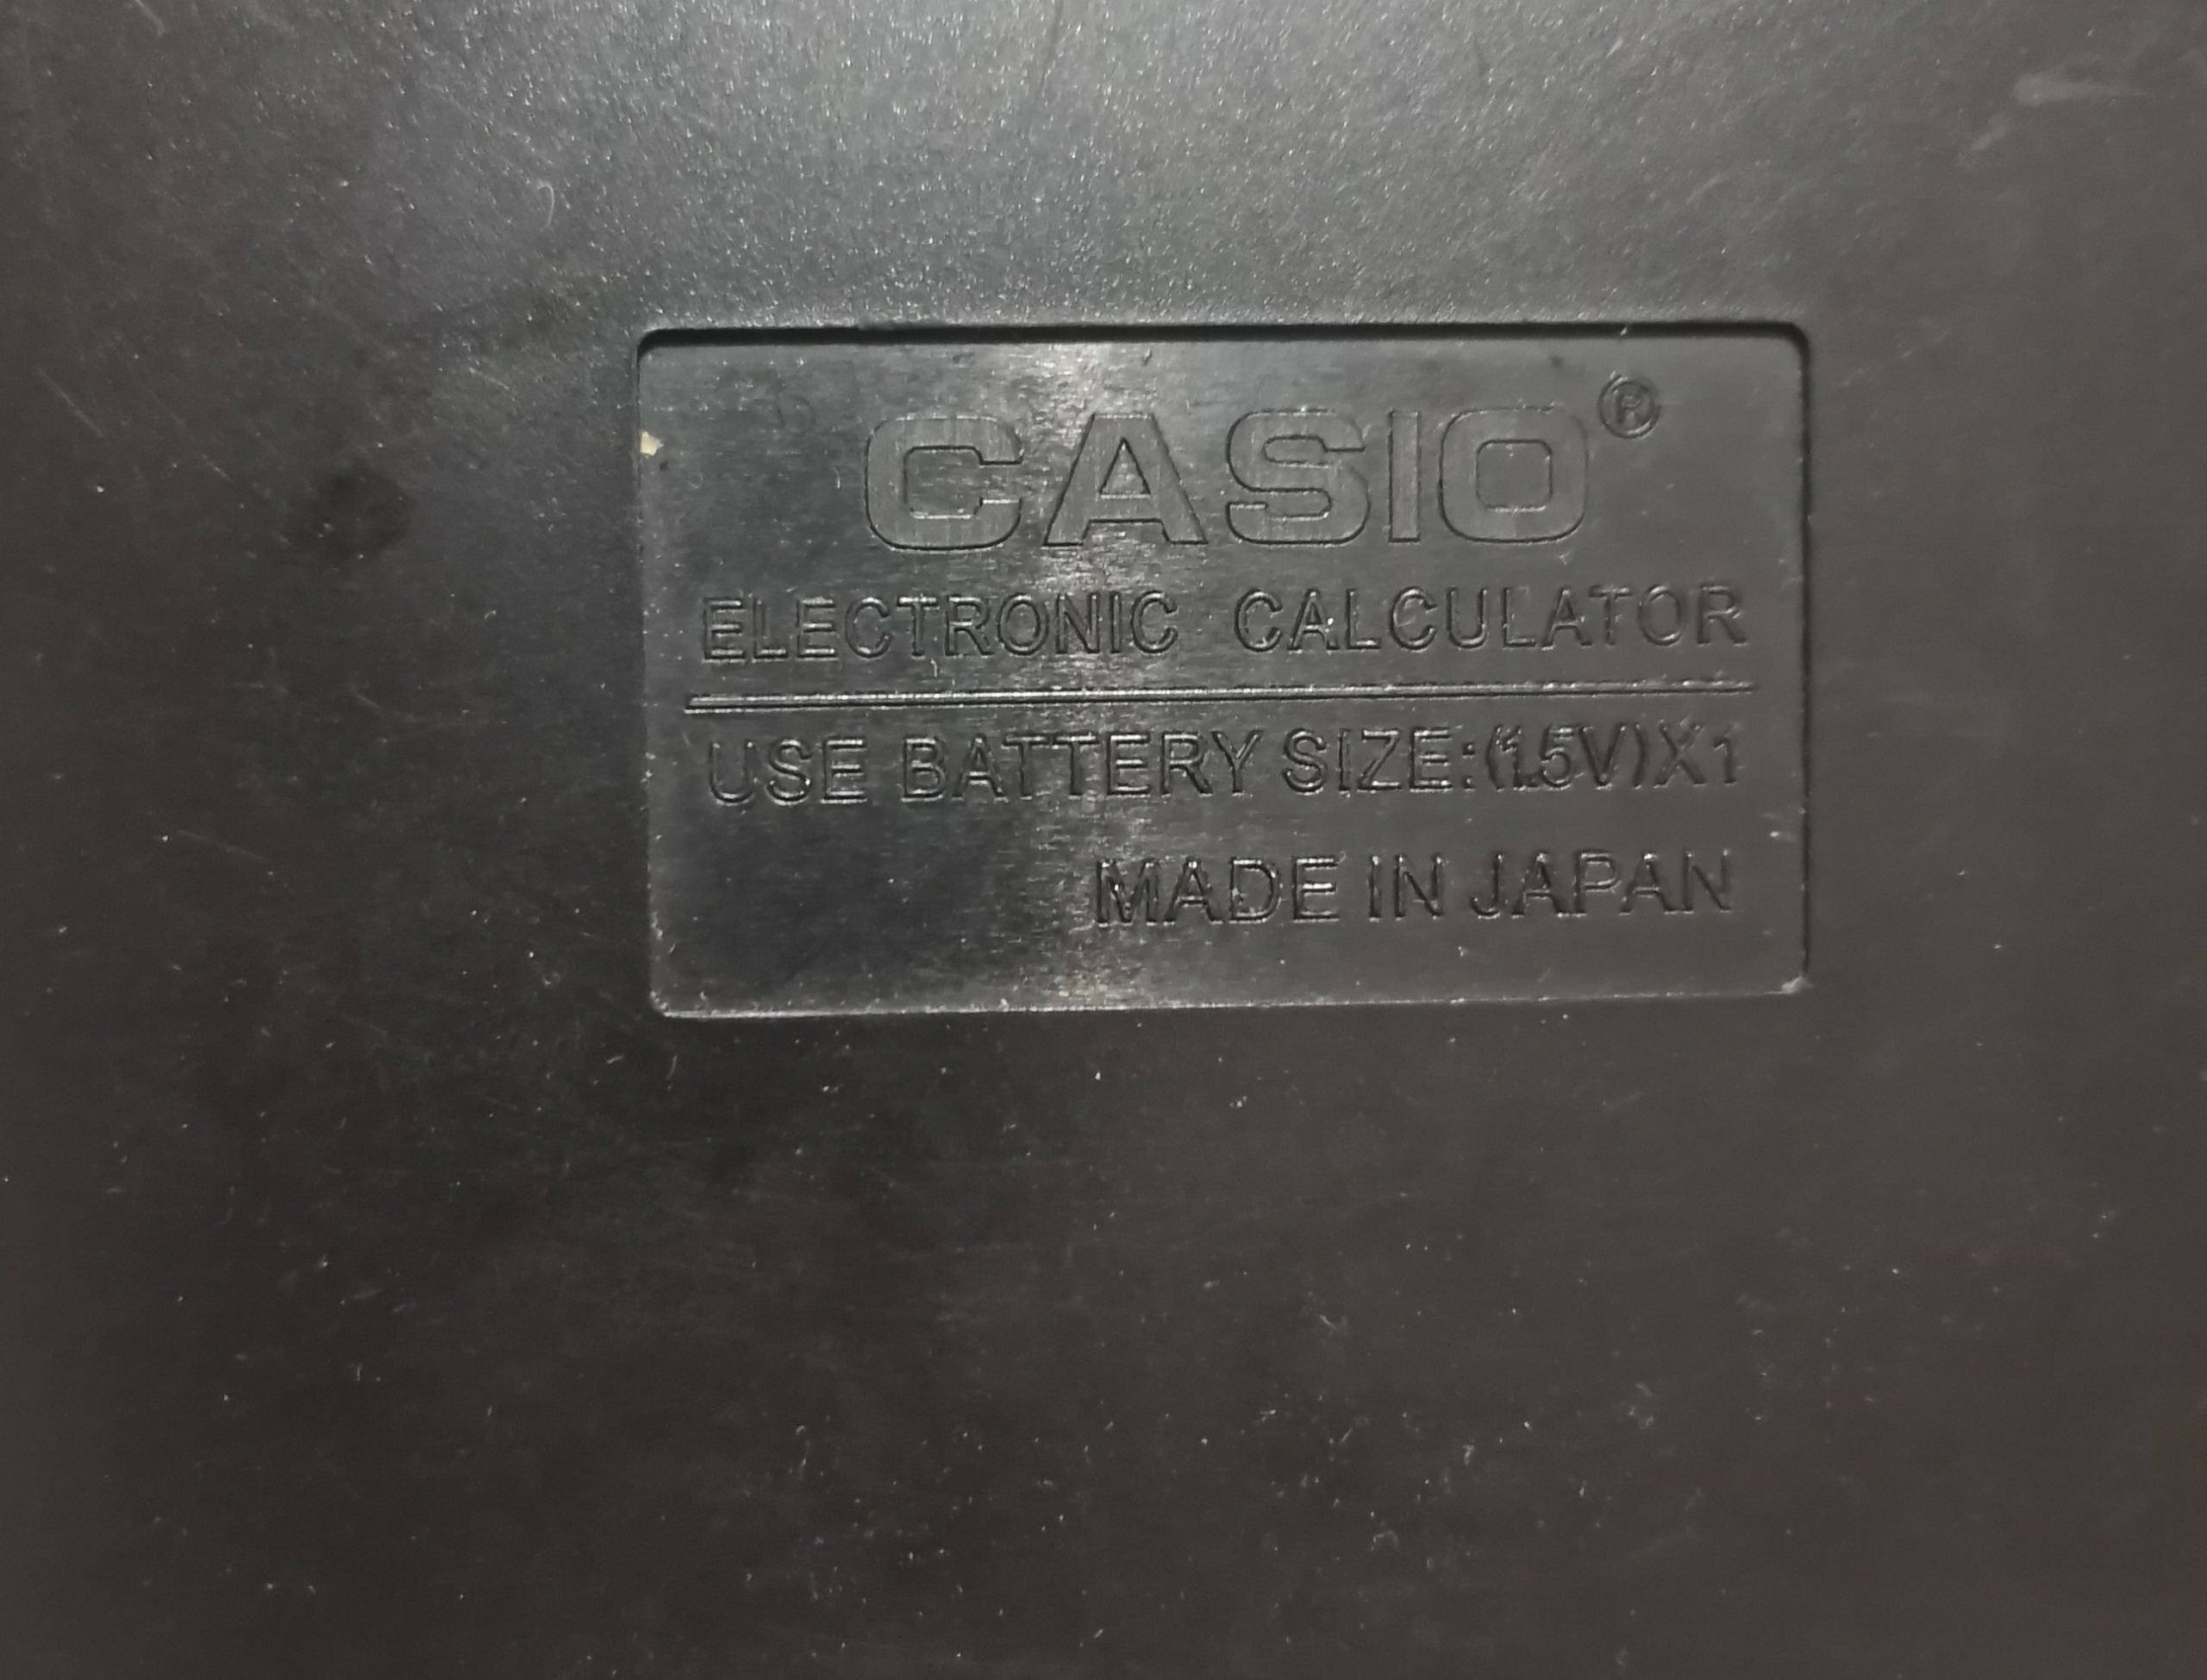 CASIO®
ELECTRONIC CALCULATOR
USE BATTERY SIZE:(1.5V)X1
MADE IN JAPAN